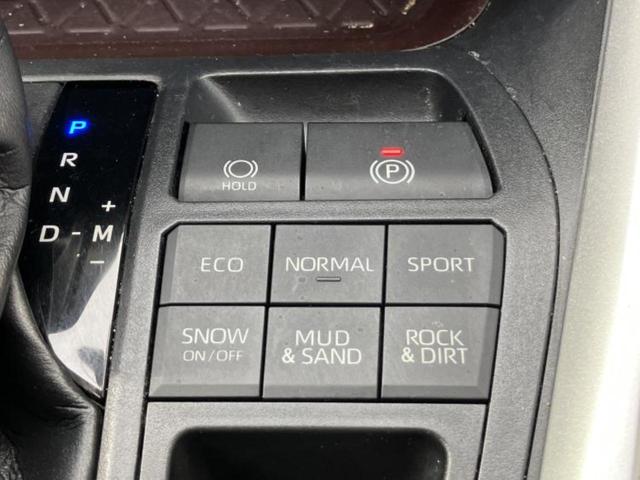 P
R
N
D - M
+
−
HOLD
P
ECO
NORMAL
SPORT
SNOW
ON/OFF
MUD
& SAND
ROCK
& DIRT